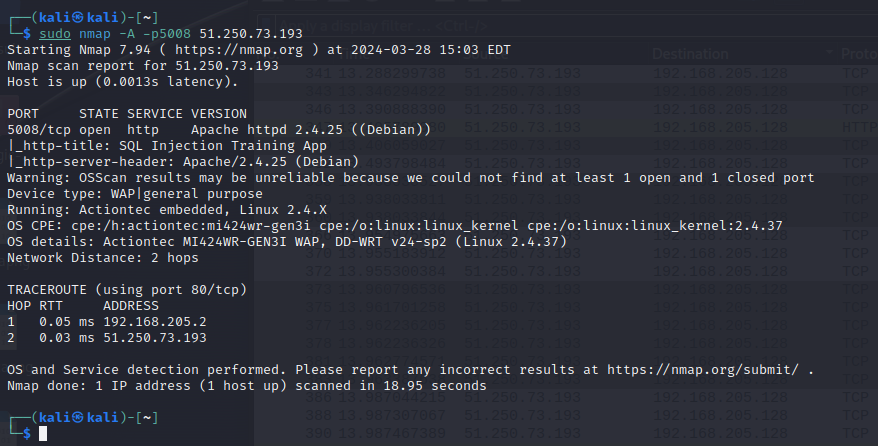 ┌──(kali㉿kali)-[~]
└─$ sudo nmap -A -p5008 51.250.73.193
Starting Nmap 7.94 ( https://nmap.org ) at 2024-03-28 15:03 EDT
Nmap scan report for 51.250.73.193
Host is up (0.0013s latency).

PORT     STATE SERVICE VERSION
5008/tcp open  http    Apache httpd 2.4.25 ((Debian))
|_http-title: SQL Injection Training App
|_http-server-header: Apache/2.4.25 (Debian)
Warning: OSScan results may be unreliable because we could not find at least 1 open and 1 closed port
Device type: WAP|general purpose
Running: Actiontec embedded, Linux 2.4.X
OS CPE: cpe:/h:actiontec:mi424wr-gen3i cpe:/o:linux:linux_kernel cpe:/o:linux:linux_kernel:2.4.37
OS details: Actiontec MI424WR-GEN3I WAP, DD-WRT v24-sp2 (Linux 2.4.37)
Network Distance: 2 hops

TRACEROUTE (using port 80/tcp)
HOP RTT     ADDRESS
1   0.05 ms 192.168.205.2
2   0.03 ms 51.250.73.193

OS and Service detection performed. Please report any incorrect results at https://nmap.org/submit/ .
Nmap done: 1 IP address (1 host up) scanned in 18.95 seconds

┌──(kali㉿kali)-[~]
└─$